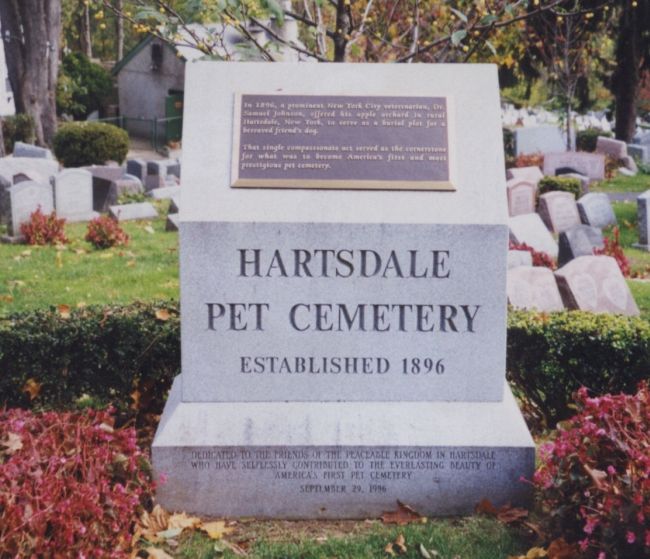 In 1896, a prominent New York City veterinarian, Dr.
Samuel Johnson, offered his apple orchard in
Hartsdale, New York, to serve as a burial plot for a
bereaved friend's dog.
That single compassionate act served as the cornerstone
for what was to become America's first and most
prestigious pet cemetery.
HARTSDALE
PET CEMETERY
ESTABLISHED 1896
DEDICATED TO THE FRIENDS OF THE PEACEABLE KINGDOM IN HARTSDALE
WHO HAVE SELFLESSLY CONTRIBUTED TO THE EVERLASTING BEAUTY OF
AMERICA'S FIRST PET CEMETERY
SEPTEMBER 29, 1996